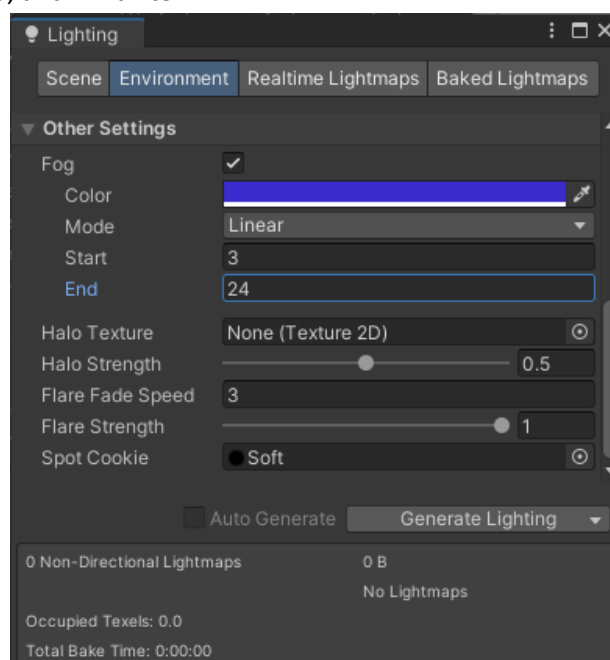 Lighting
Scene Environment Realtime Lightmaps Baked Lightmaps
Other Settings
Fog
Color
Mode Linear
Start 3
End 24
Halo Texture None (Texture 2D)
Halo Strength 0.5
Flare Fade Speed 3
Flare Strength 1
Spot Cookie Soft
Auto Generate Generate Lighting
0 Non-Directional Lightmaps 0 B
No Lightmaps
Occupied Texels: 0.0
Total Bake Time: 0:00:00